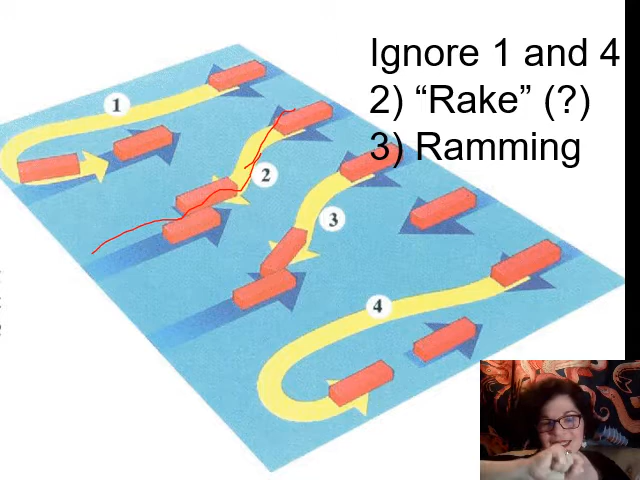 Ignore 1 and 4
2) “Rake” (?)
3) Ramming
1
2
3
4